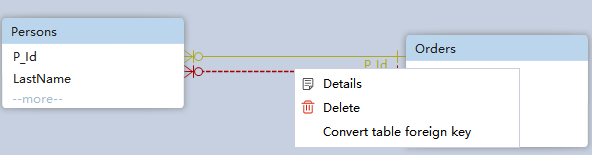 Persons
P_Id
LastName
--more--
P_Id
Orders
Details
Delete
Convert table foreign key